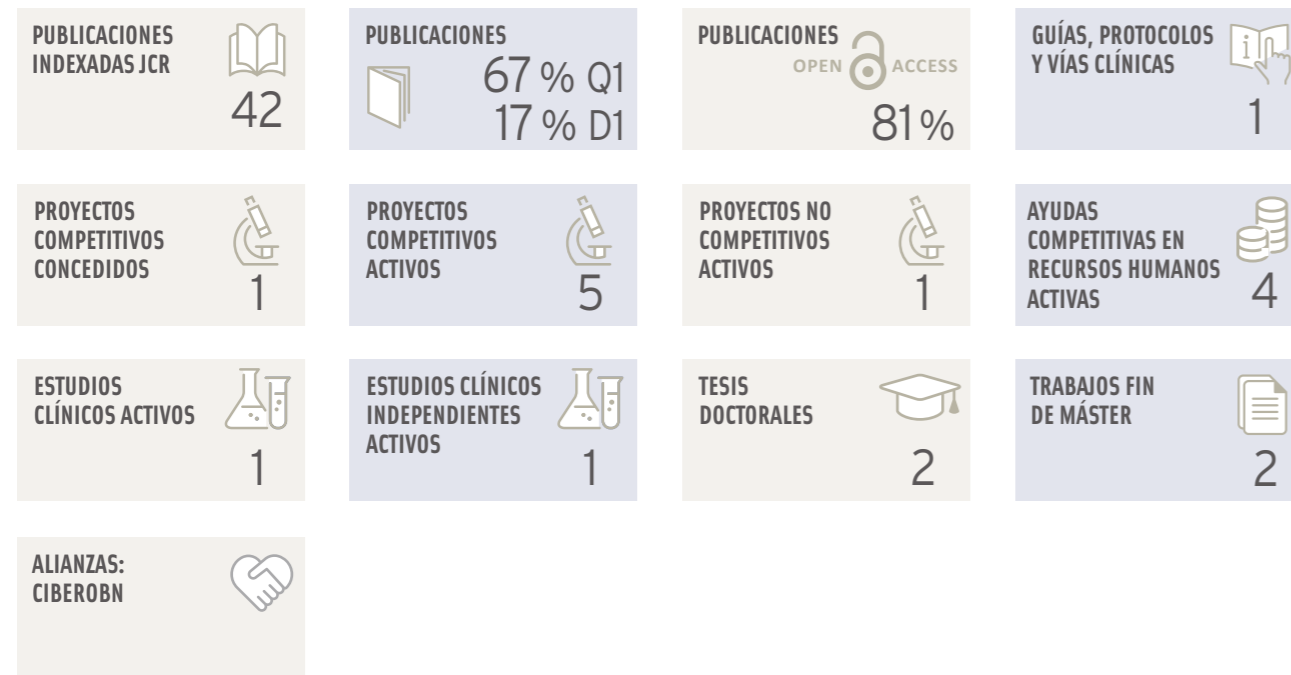 PUBLICACIONES
INDEXADAS JCR
42
PUBLICACIONES
67 % Q1
17 % D1
PUBLICACIONES
OPEN ACCESS
81 %
GUÍAS, PROTOCOLOS
Y VÍAS CLÍNICAS
i
1
PROYECTOS
COMPETITIVOS
CONCEDIDOS
1
PROYECTOS
COMPETITIVOS
ACTIVOS
5
PROYECTOS NO
COMPETITIVOS
ACTIVOS
1
AYUDAS
COMPETITIVAS EN
RECURSOS HUMANOS
ACTIVAS
4
ESTUDIOS
CLÍNICOS ACTIVOS
1
ESTUDIOS CLÍNICOS
INDEPENDIENTES
ACTIVOS
1
TESIS
DOCTORALES
2
TRABAJOS FIN
DE MÁSTER
2
ALIANZAS:
CIBEROBN